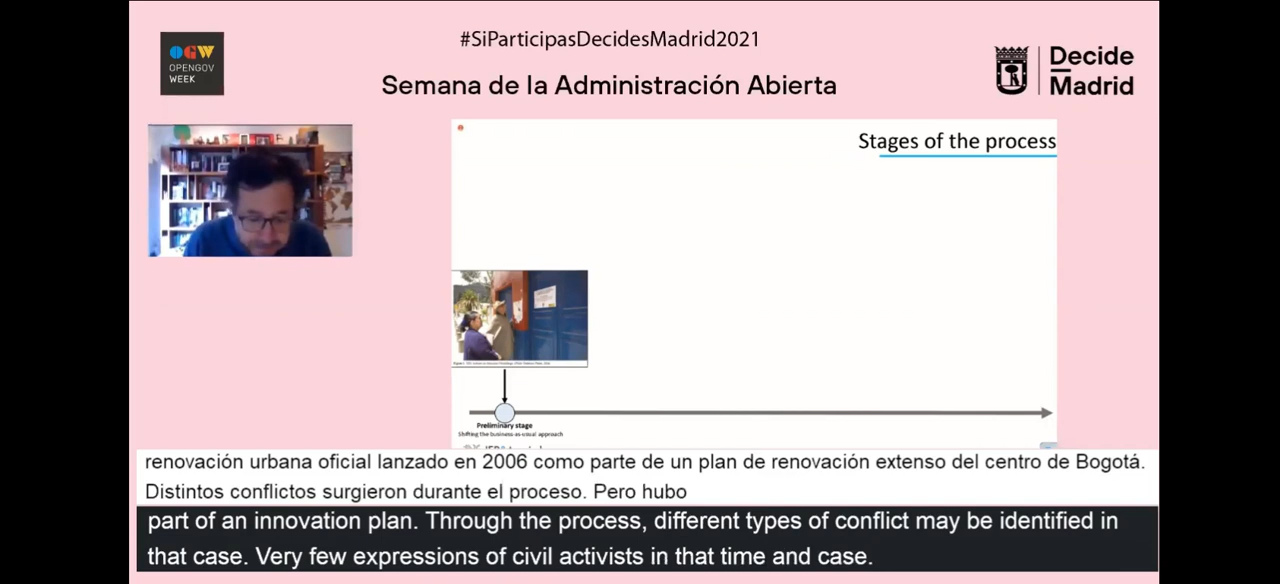 #SiParticipasDecidesMadrid2021
OGW
OPENGOV
WEEK
Semana de la Administración Abierta
Decide
Madrid
Stages of the process
Preliminary stage
Shifting the business-as-usual approach
renovación urbana oficial lanzado en 2006 como parte de un plan de renovación extenso del centro de Bogotá.
Distintos conflictos surgieron durante el proceso. Pero hubo
part of an innovation plan. Through the process, different types of conflict may be identified in
that case. Very few expressions of civil activists in that time and case.